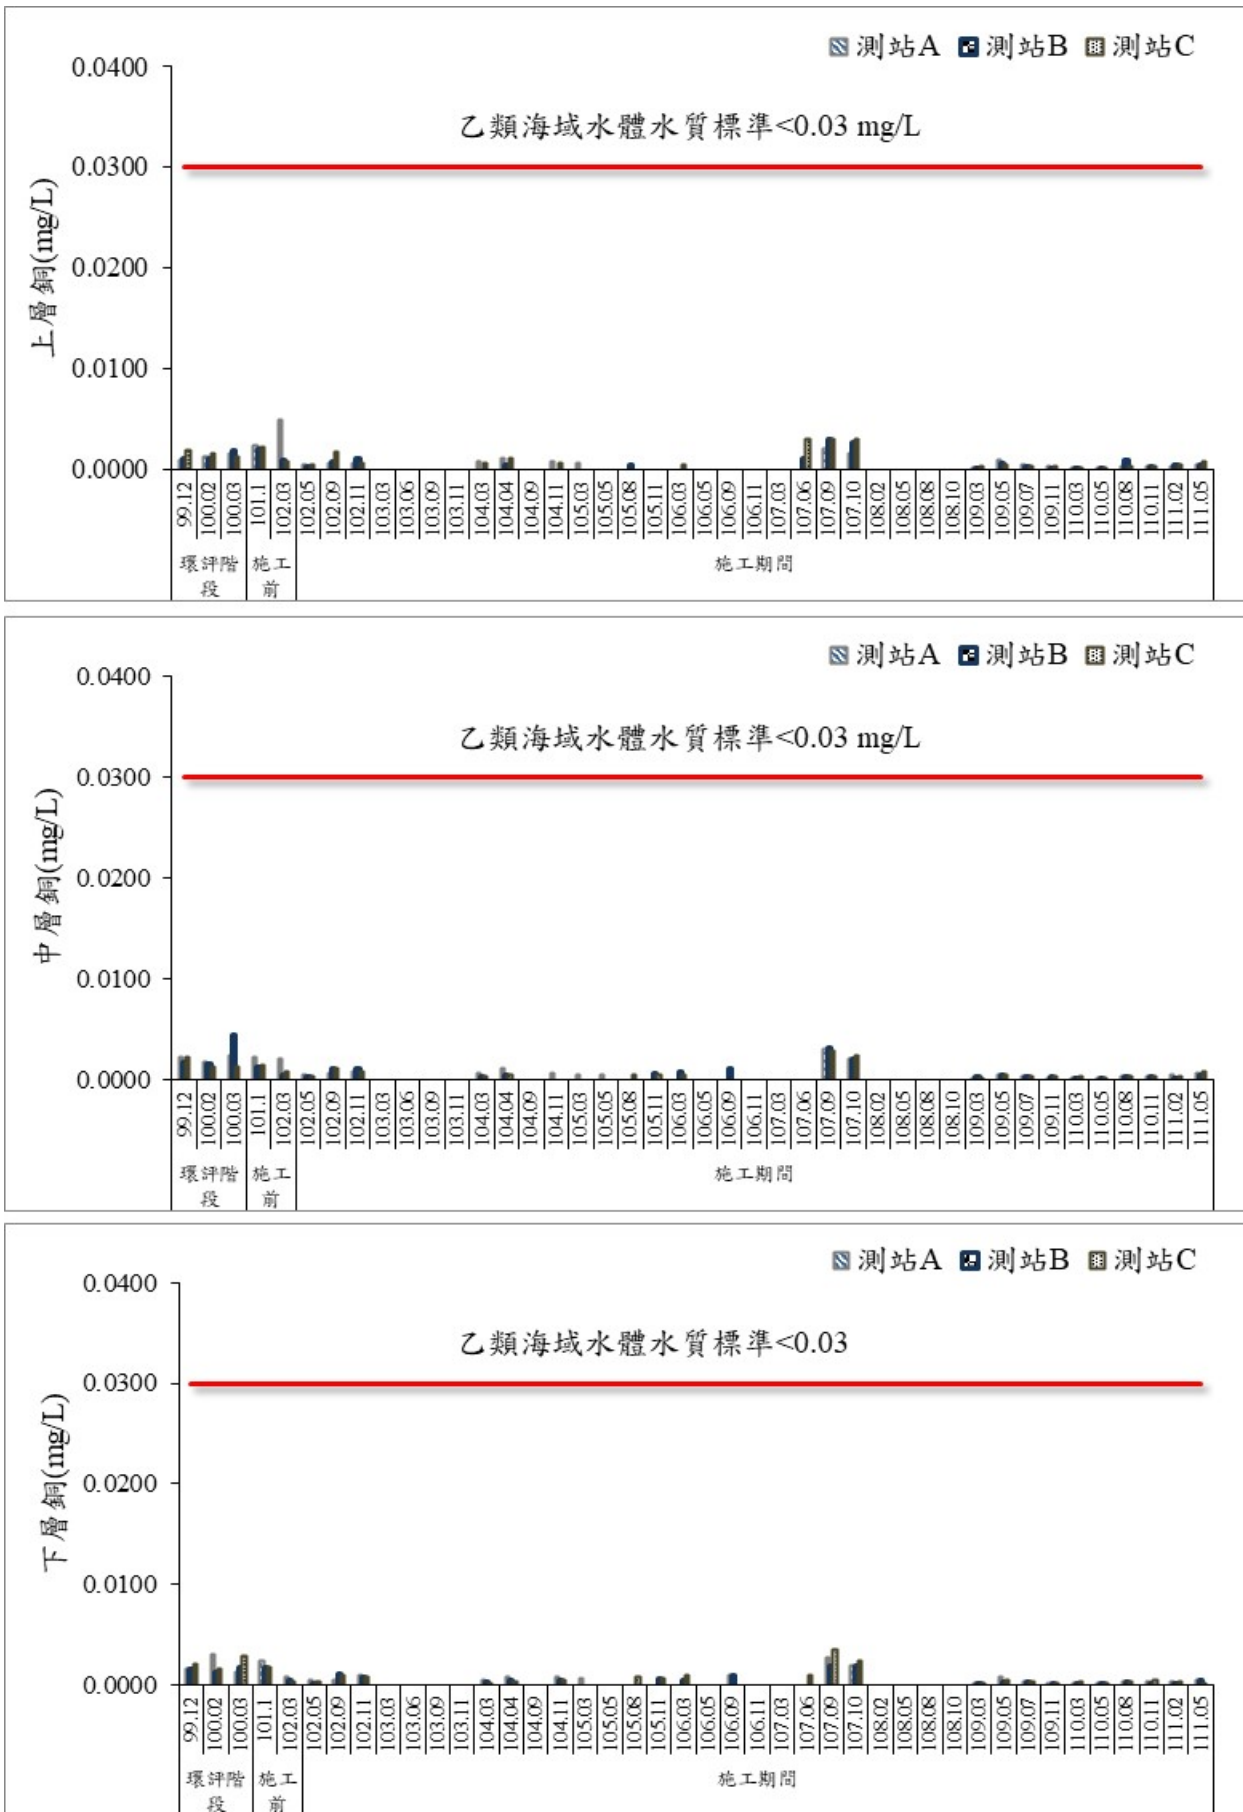 測站A 測站B 測站C
0.0400
乙類海域水體水質標準<0.03 mg/L
0.0300
0.0200
0.0100
0.0000
上層銅(mg/L)
99.12 100.02 100.03 101.1 102.03 102.05 102.09 102.11 103.03 103.06 103.09 103.11 104.03 104.04 104.09 104.11 105.03 105.05 105.08 105.11 106.03 106.05 106.09 106.11 107.03 107.06 107.09 107.10 108.02 108.05 108.08 108.10 109.03 109.05 109.07 109.11 110.03 110.05 110.08 110.11 111.02 111.05
環評階 施工 施工期間
段 前
測站A 測站B 測站C
0.0400
乙類海域水體水質標準<0.03 mg/L
0.0300
0.0200
0.0100
0.0000
中層銅(mg/L)
99.12 100.02 100.03 101.1 102.03 102.05 102.09 102.11 103.03 103.06 103.09 103.11 104.03 104.04 104.09 104.11 105.03 105.05 105.08 105.11 106.03 106.05 106.09 106.11 107.03 107.06 107.09 107.10 108.02 108.05 108.08 108.10 109.03 109.05 109.07 109.11 110.03 110.05 110.08 110.11 111.02 111.05
環評階 施工 施工期間
段 前
測站A 測站B 測站C
0.0400
乙類海域水體水質標準<0.03
0.0300
0.0200
0.0100
0.0000
下層銅(mg/L)
99.12 100.02 100.03 101.1 102.03 102.05 102.09 102.11 103.03 103.06 103.09 103.11 104.03 104.04 104.09 104.11 105.03 105.05 105.08 105.11 106.03 106.05 106.09 106.11 107.03 107.06 107.09 107.10 108.02 108.05 108.08 108.10 109.03 109.05 109.07 109.11 110.03 110.05 110.08 110.11 111.02 111.05
環評階 施工 施工期間
段 前